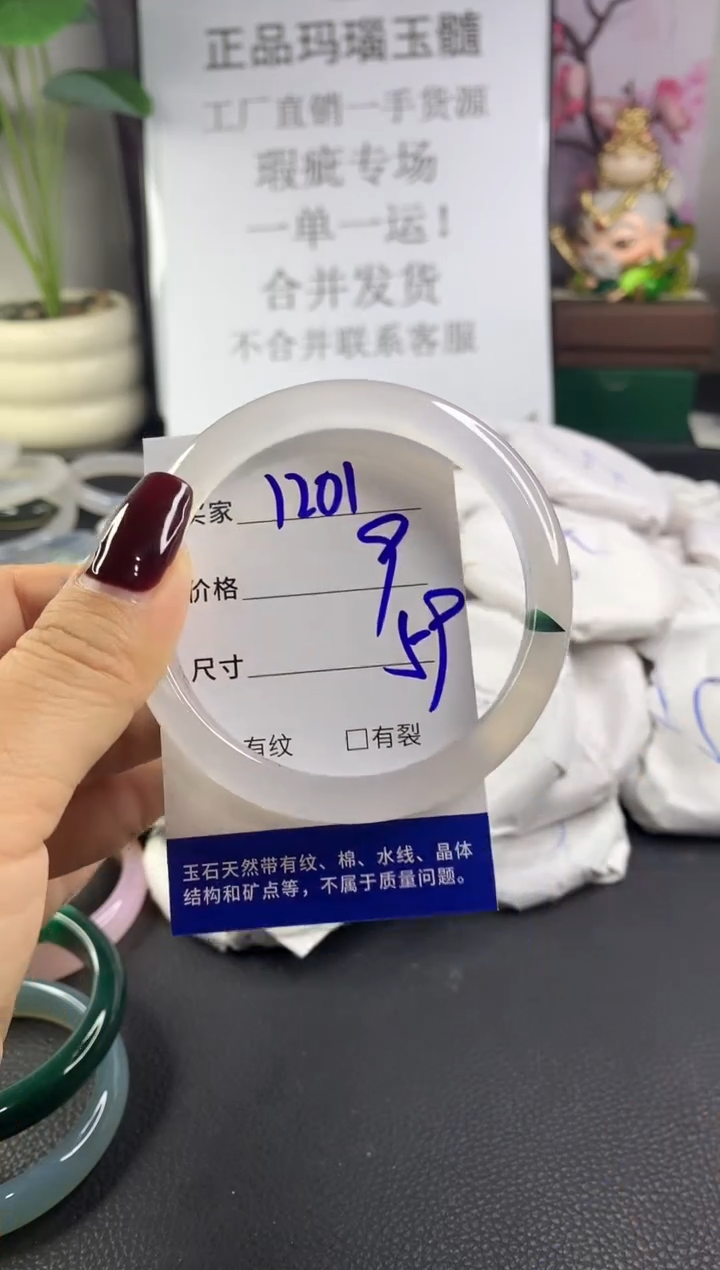 正品玛瑙玉髓
工厂直销一手货源
瑕疵专场
一单一运！
合并发货
不合并联系客服
买家 1201
价格 9
尺寸 59
有纹 □有裂
玉石天然带有纹、棉、水线、晶体
结构和矿点等，不属于质量问题。